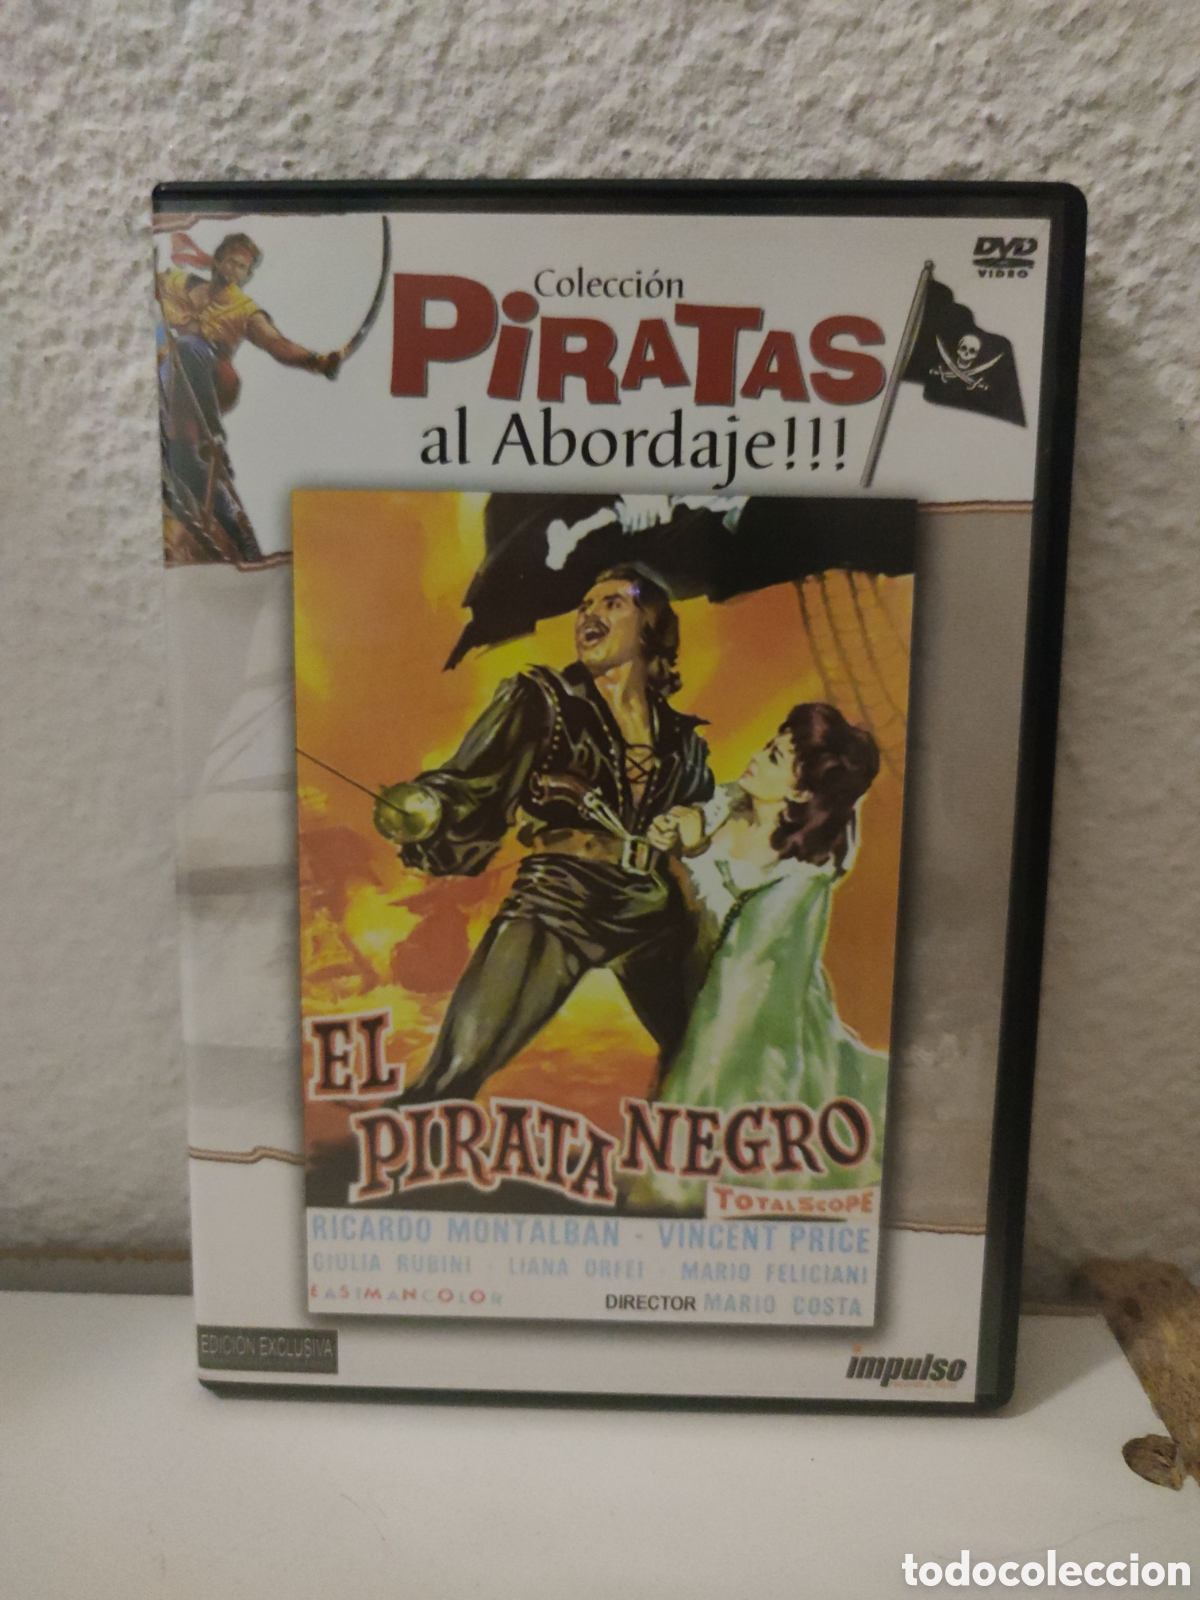 DVD
VIDEO
Colección
PiRATAS
al Abordaje!!!
EL
PIRATA NEGRO
TOTALSCOPE
RICARDO MONTALBAN - VINCENT PRICE
GIULIA RUBINI - LIANA ORFEI - MARIO FELICIANI
EASTMANCOLOR
DIRECTOR MARIO COSTA
EDICIÓN EXCLUSIVA
impulso
todocoleccion